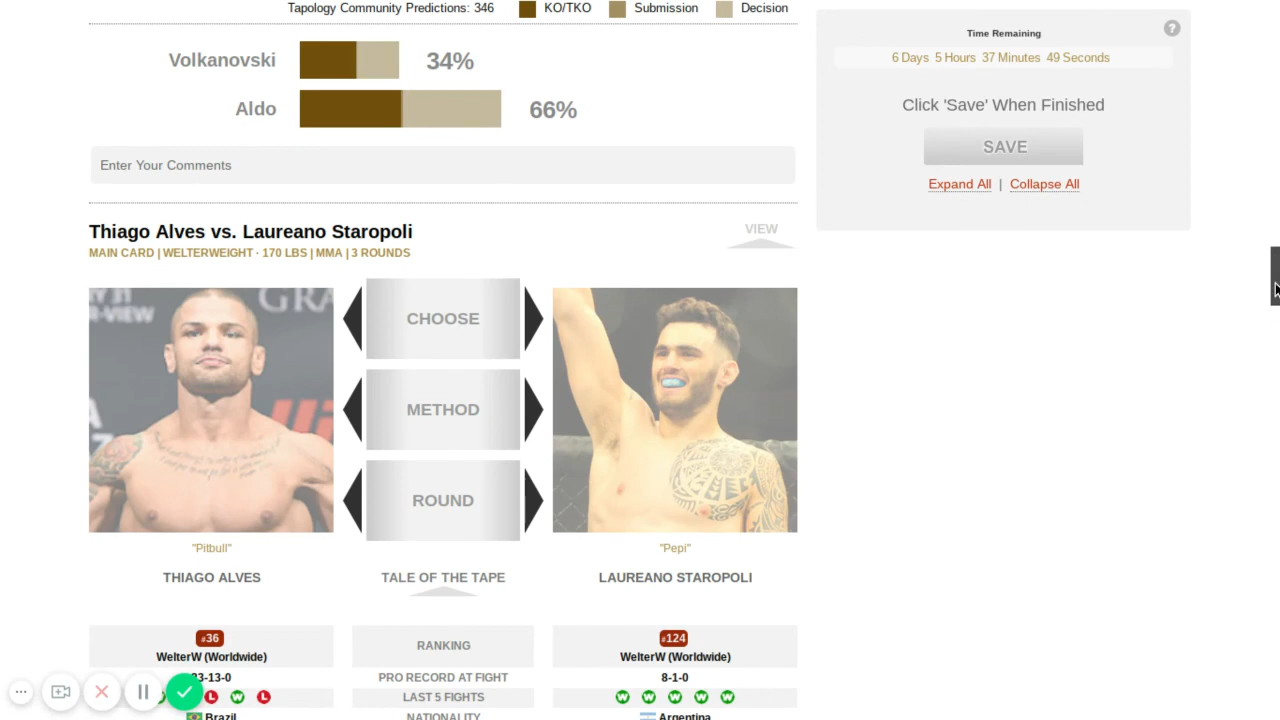 Tapology Community Predictions: 346 KO/TKO Submission Decision
Volkanovski 34%
Aldo 66%
Enter Your Comments
Time Remaining
?
6 Days 5 Hours 37 Minutes 49 Seconds
Click 'Save' When Finished
SAVE
Expand All | Collapse All
Thiago Alves vs. Laureano Staropoli
VIEW
MAIN CARD | WELTERWEIGHT · 170 LBS | MMA | 3 ROUNDS
CHOOSE
METHOD
ROUND
"Pitbull" "Pepi"
THIAGO ALVES TALE OF THE TAPE LAUREANO STAROPOLI
#36 RANKING #124
WelterW (Worldwide) WelterW (Worldwide)
PRO RECORD AT FIGHT 8-1-0
L W L LAST 5 FIGHTS W W W W W
Brazil NATIONALITY Argentina